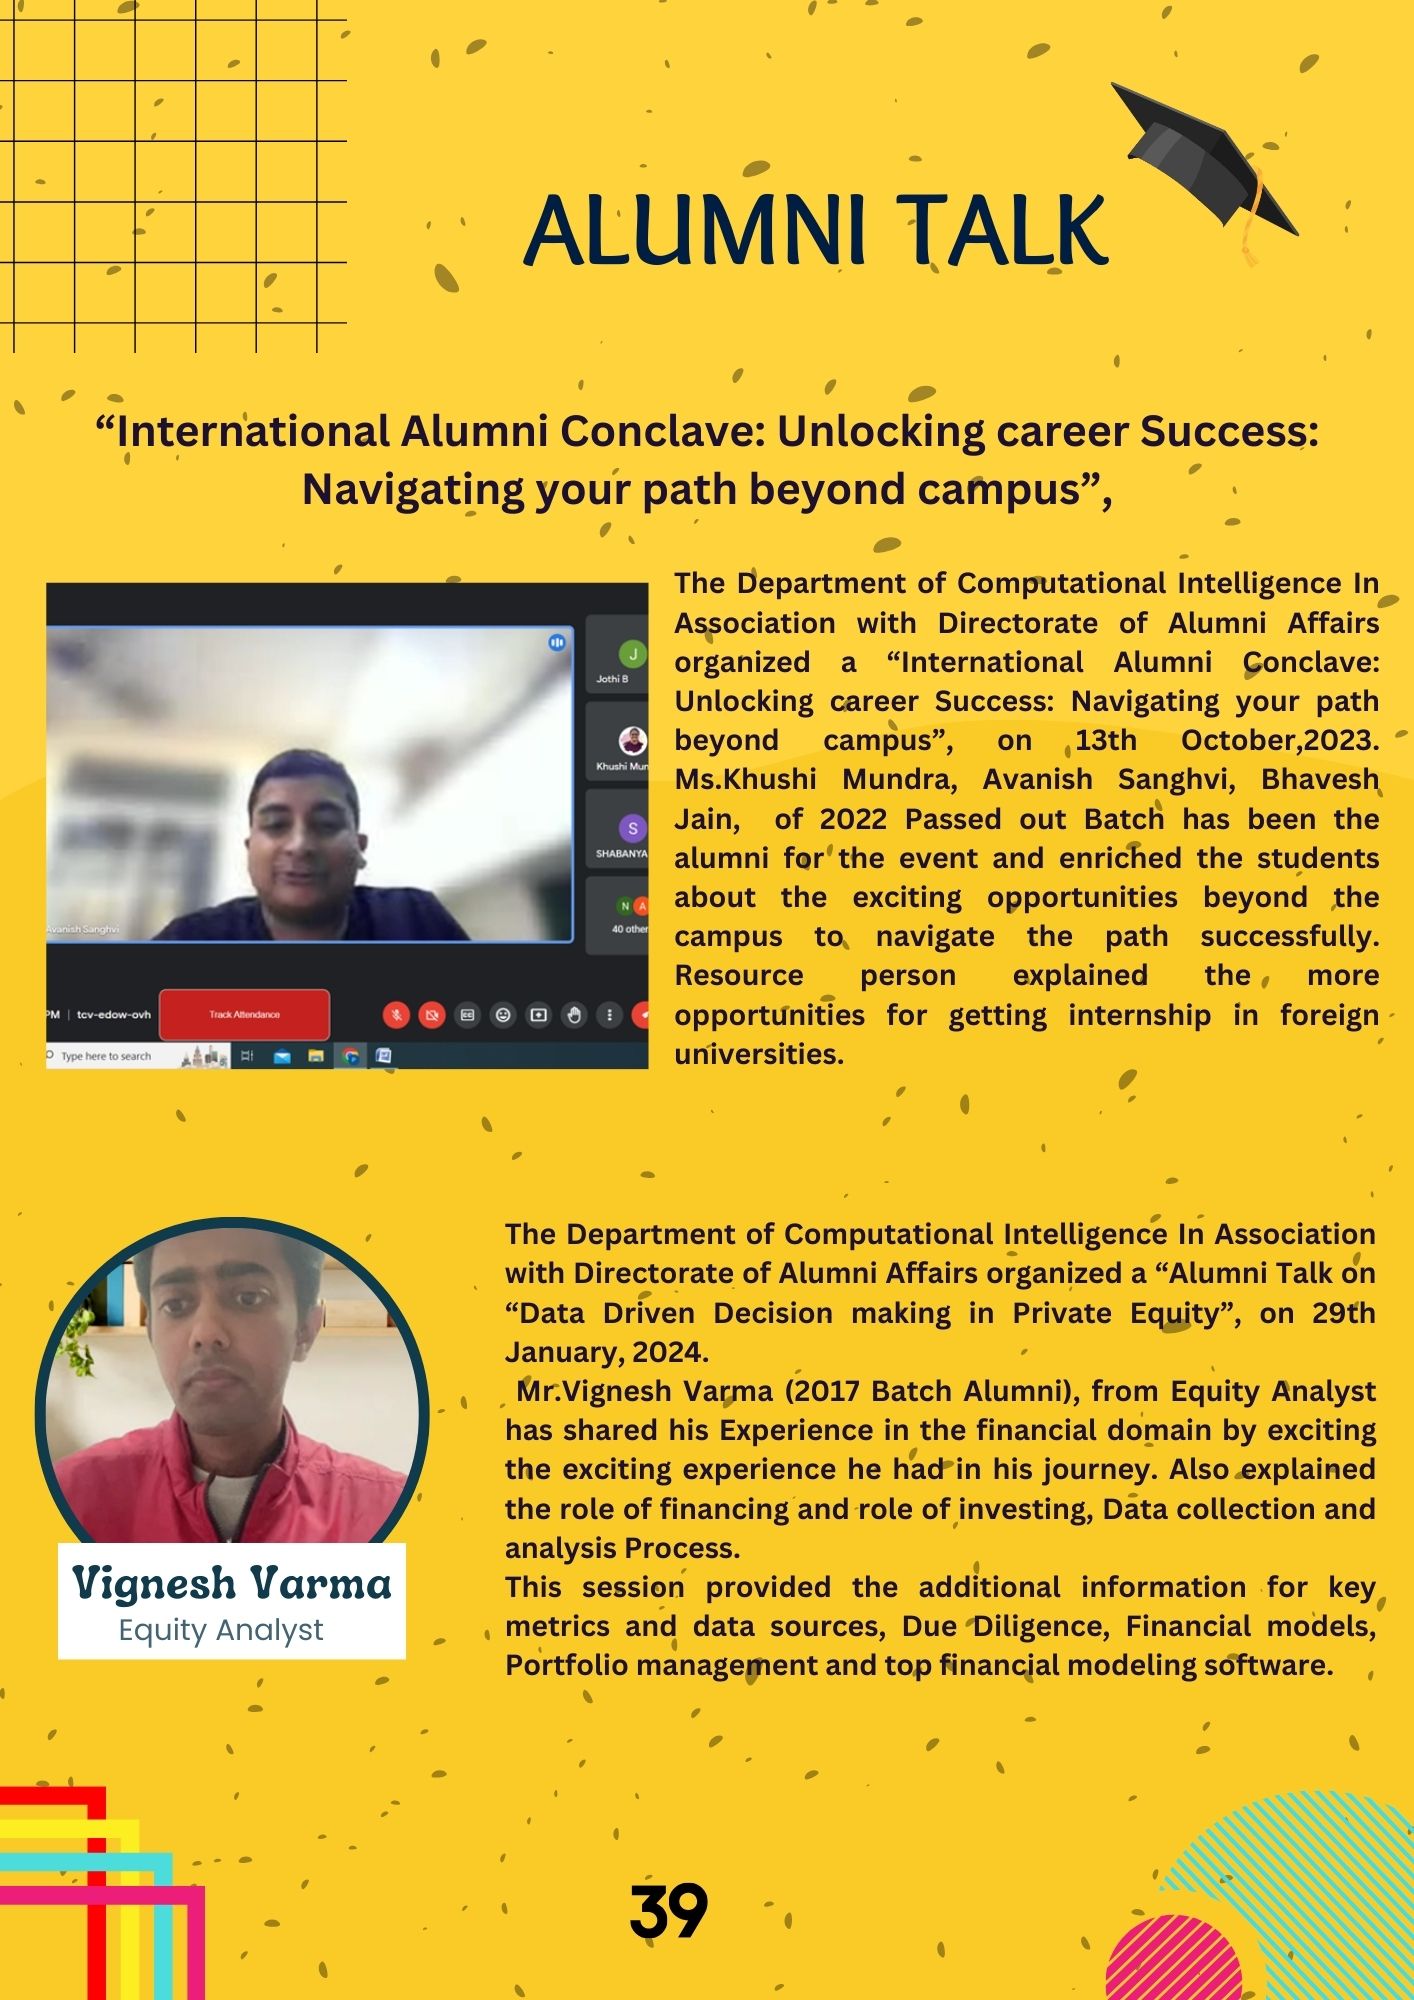 ALUMNI TALK
“International Alumni Conclave: Unlocking career Success:
Navigating your path beyond campus”,
J
Jothi B
Khushi Mun
S
SHABANYA
N A
40 other
Avanish Sanghvi
PM | tcv-edow-ovh
Track Attendance
Type here to search
The Department of Computational Intelligence In
Association with Directorate of Alumni Affairs
organized a “International Alumni Conclave:
Unlocking career Success: Navigating your path
beyond campus”, on 13th October,2023.
Ms.Khushi Mundra, Avanish Sanghvi, Bhavesh
Jain, of 2022 Passed out Batch has been the
alumni for the event and enriched the students
about the exciting opportunities beyond the
campus to navigate the path successfully.
Resource person explained the more
opportunities for getting internship in foreign
universities.
The Department of Computational Intelligence In Association
with Directorate of Alumni Affairs organized a “Alumni Talk on
“Data Driven Decision making in Private Equity”, on 29th
January, 2024.
Mr.Vignesh Varma (2017 Batch Alumni), from Equity Analyst
has shared his Experience in the financial domain by exciting
the exciting experience he had in his journey. Also explained
the role of financing and role of investing, Data collection and
analysis Process.
This session provided the additional information for key
metrics and data sources, Due Diligence, Financial models,
Portfolio management and top financial modeling software.
Vignesh Varma
Equity Analyst
39